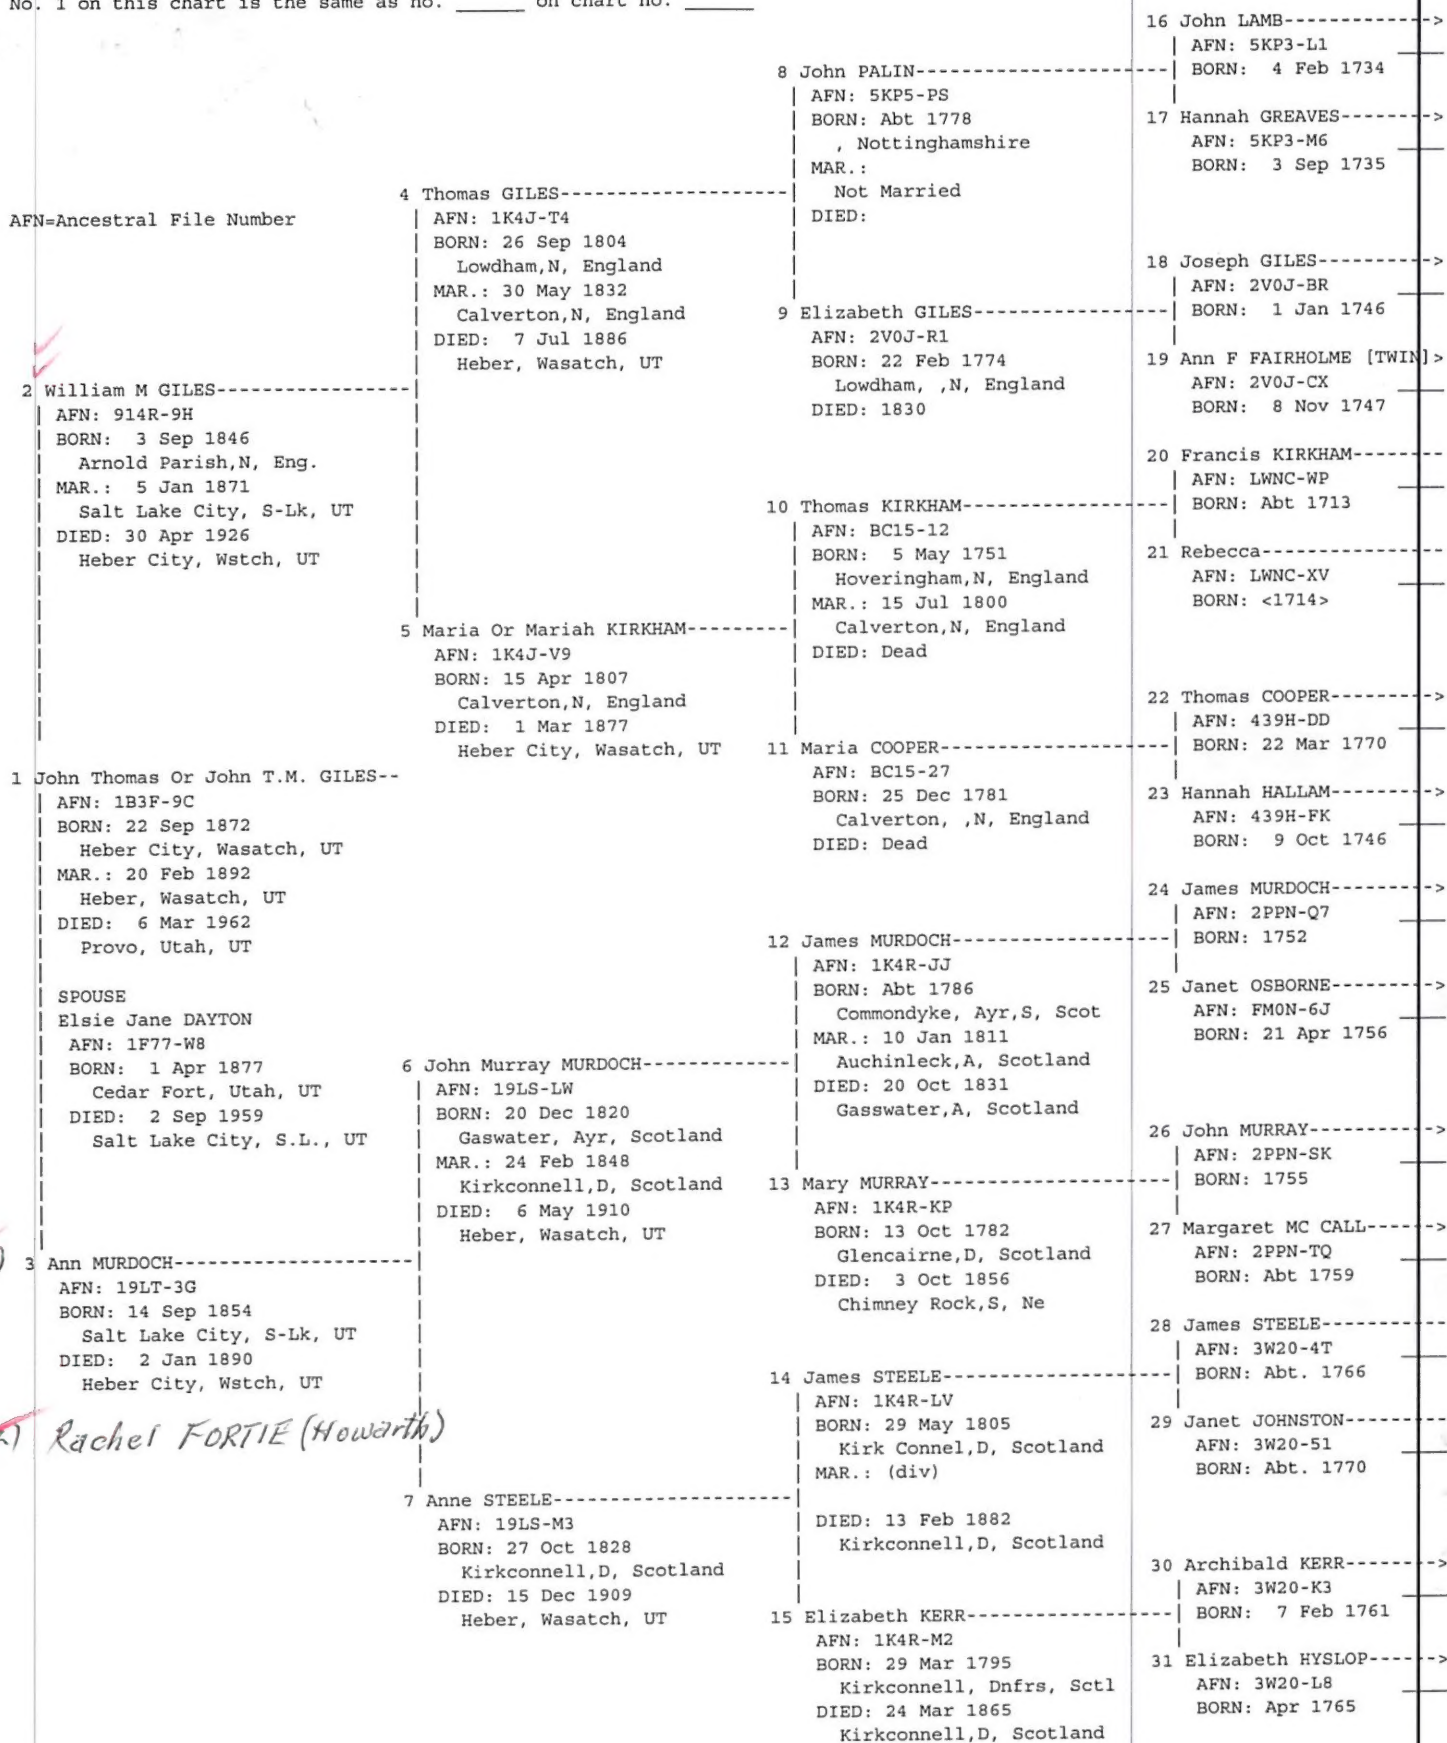 No. 1 on this chart is the same as no. ______ on chart no. ______
AFN=Ancestral File Number
2 William M GILES----------------
AFN: 914R-9H
BORN: 3 Sep 1846
Arnold Parish,N, Eng.
MAR.: 5 Jan 1871
Salt Lake City, S-Lk, UT
DIED: 30 Apr 1926
Heber City, Wstch, UT
1 John Thomas Or John T.M. GILES--
AFN: 1B3F-9C
BORN: 22 Sep 1872
Heber City, Wasatch, UT
MAR.: 20 Feb 1892
Heber, Wasatch, UT
DIED: 6 Mar 1962
Provo, Utah, UT
SPOUSE
Elsie Jane DAYTON
AFN: 1F77-W8
BORN: 1 Apr 1877
Cedar Fort, Utah, UT
DIED: 2 Sep 1959
Salt Lake City, S.L., UT
3 Ann MURDOCH--------------------
AFN: 19LT-3G
BORN: 14 Sep 1854
Salt Lake City, S-Lk, UT
DIED: 2 Jan 1890
Heber City, Wstch, UT
Rachel FORTIE (Howarth)
4 Thomas GILES-------------------
AFN: 1K4J-T4
BORN: 26 Sep 1804
Lowdham,N, England
MAR.: 30 May 1832
Calverton,N, England
DIED: 7 Jul 1886
Heber, Wasatch, UT
5 Maria Or Mariah KIRKHAM---------
AFN: 1K4J-V9
BORN: 15 Apr 1807
Calverton,N, England
DIED: 1 Mar 1877
Heber City, Wasatch, UT
6 John Murray MURDOCH------------
AFN: 19LS-LW
BORN: 20 Dec 1820
Gaswater, Ayr, Scotland
MAR.: 24 Feb 1848
Kirkconnell,D, Scotland
DIED: 6 May 1910
Heber, Wasatch, UT
7 Anne STEELE--------------------
AFN: 19LS-M3
BORN: 27 Oct 1828
Kirkconnell,D, Scotland
DIED: 15 Dec 1909
Heber, Wasatch, UT
8 John PALIN---------------------
AFN: 5KP5-PS
BORN: Abt 1778
, Nottinghamshire
MAR.:
Not Married
DIED:
9 Elizabeth GILES----------------
AFN: 2V0J-R1
BORN: 22 Feb 1774
Lowdham, ,N, England
DIED: 1830
10 Thomas KIRKHAM-----------------
AFN: BC15-12
BORN: 5 May 1751
Hoveringham,N, England
MAR.: 15 Jul 1800
Calverton,N, England
DIED: Dead
11 Maria COOPER-------------------
AFN: BC15-27
BORN: 25 Dec 1781
Calverton, ,N, England
DIED: Dead
12 James MURDOCH------------------
AFN: 1K4R-JJ
BORN: Abt 1786
Commondyke, Ayr,S, Scot
MAR.: 10 Jan 1811
Auchinleck,A, Scotland
DIED: 20 Oct 1831
Gasswater,A, Scotland
13 Mary MURRAY--------------------
AFN: 1K4R-KP
BORN: 13 Oct 1782
Glencairne,D, Scotland
DIED: 3 Oct 1856
Chimney Rock,S, Ne
14 James STEELE-------------------
AFN: 1K4R-LV
BORN: 29 May 1805
Kirk Connel,D, Scotland
MAR.: (div)
DIED: 13 Feb 1882
Kirkconnell,D, Scotland
15 Elizabeth KERR-----------------
AFN: 1K4R-M2
BORN: 29 Mar 1795
Kirkconnell, Dnfrs, Sctl
DIED: 24 Mar 1865
Kirkconnell,D, Scotland
16 John LAMB------------->
AFN: 5KP3-L1
BORN: 4 Feb 1734
17 Hannah GREAVES-------->
AFN: 5KP3-M6
BORN: 3 Sep 1735
18 Joseph GILES---------->
AFN: 2V0J-BR
BORN: 1 Jan 1746
19 Ann F FAIRHOLME [TWIN]>
AFN: 2V0J-CX
BORN: 8 Nov 1747
20 Francis KIRKHAM--------
AFN: LWNC-WP
BORN: Abt 1713
21 Rebecca----------------
AFN: LWNC-XV
BORN: <1714>
22 Thomas COOPER--------->
AFN: 439H-DD
BORN: 22 Mar 1770
23 Hannah HALLAM--------->
AFN: 439H-FK
BORN: 9 Oct 1746
24 James MURDOCH--------->
AFN: 2PPN-Q7
BORN: 1752
25 Janet OSBORNE--------->
AFN: FM0N-6J
BORN: 21 Apr 1756
26 John MURRAY----------->
AFN: 2PPN-SK
BORN: 1755
27 Margaret MC CALL------>
AFN: 2PPN-TQ
BORN: Abt 1759
28 James STEELE-----------
AFN: 3W20-4T
BORN: Abt. 1766
29 Janet JOHNSTON---------
AFN: 3W20-51
BORN: Abt. 1770
30 Archibald KERR-------->
AFN: 3W20-K3
BORN: 7 Feb 1761
31 Elizabeth HYSLOP------>
AFN: 3W20-L8
BORN: Apr 1765